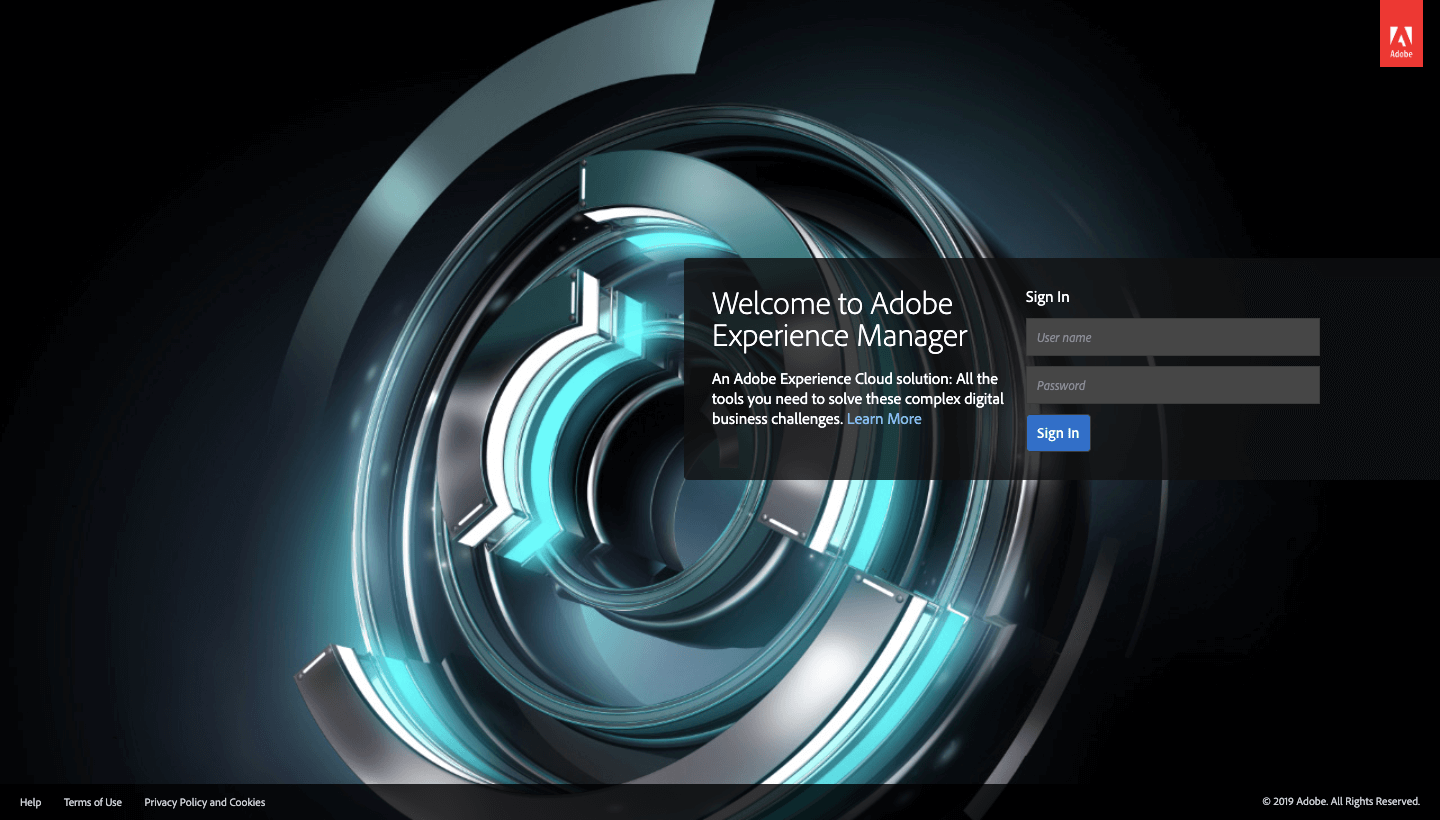 Adobe
Welcome to Adobe
Experience Manager
An Adobe Experience Cloud solution: All the
tools you need to solve these complex digital
business challenges. Learn More
Sign In
User name
Password
Sign In
Help
Terms of Use
Privacy Policy and Cookies
© 2019 Adobe. All Rights Reserved.